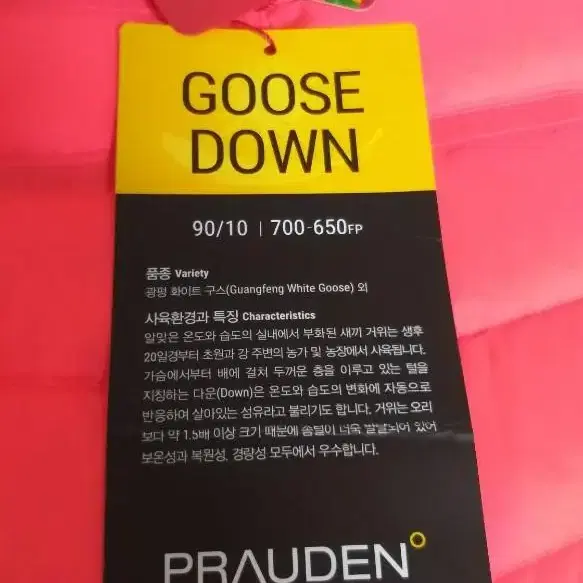 GOOSE
DOWN
90/10 | 700-650FP
품종 Variety
광펑 화이트 구스(Guangfeng White Goose) 외
사육환경과 특징 Characteristics
알맞은 온도와 습도의 실내에서 부화된 새끼 거위는 생후
20일경부터 초원과 강 주변의 농가 및 농장에서 사육됩니다.
가슴에서부터 배에 걸쳐 두꺼운 층을 이루고 있는 털을
지칭하는 다운(Down)은 온도와 습도의 변화에 자동으로
반응하여 살아있는 섬유라고 불리기도 합니다. 거위는 오리
보다 약 1.5배 이상 크기 때문에 솜털이 더욱 발달되어 있어
보온성과 복원성, 경량성 모두에서 우수합니다.
PRAUDEN°